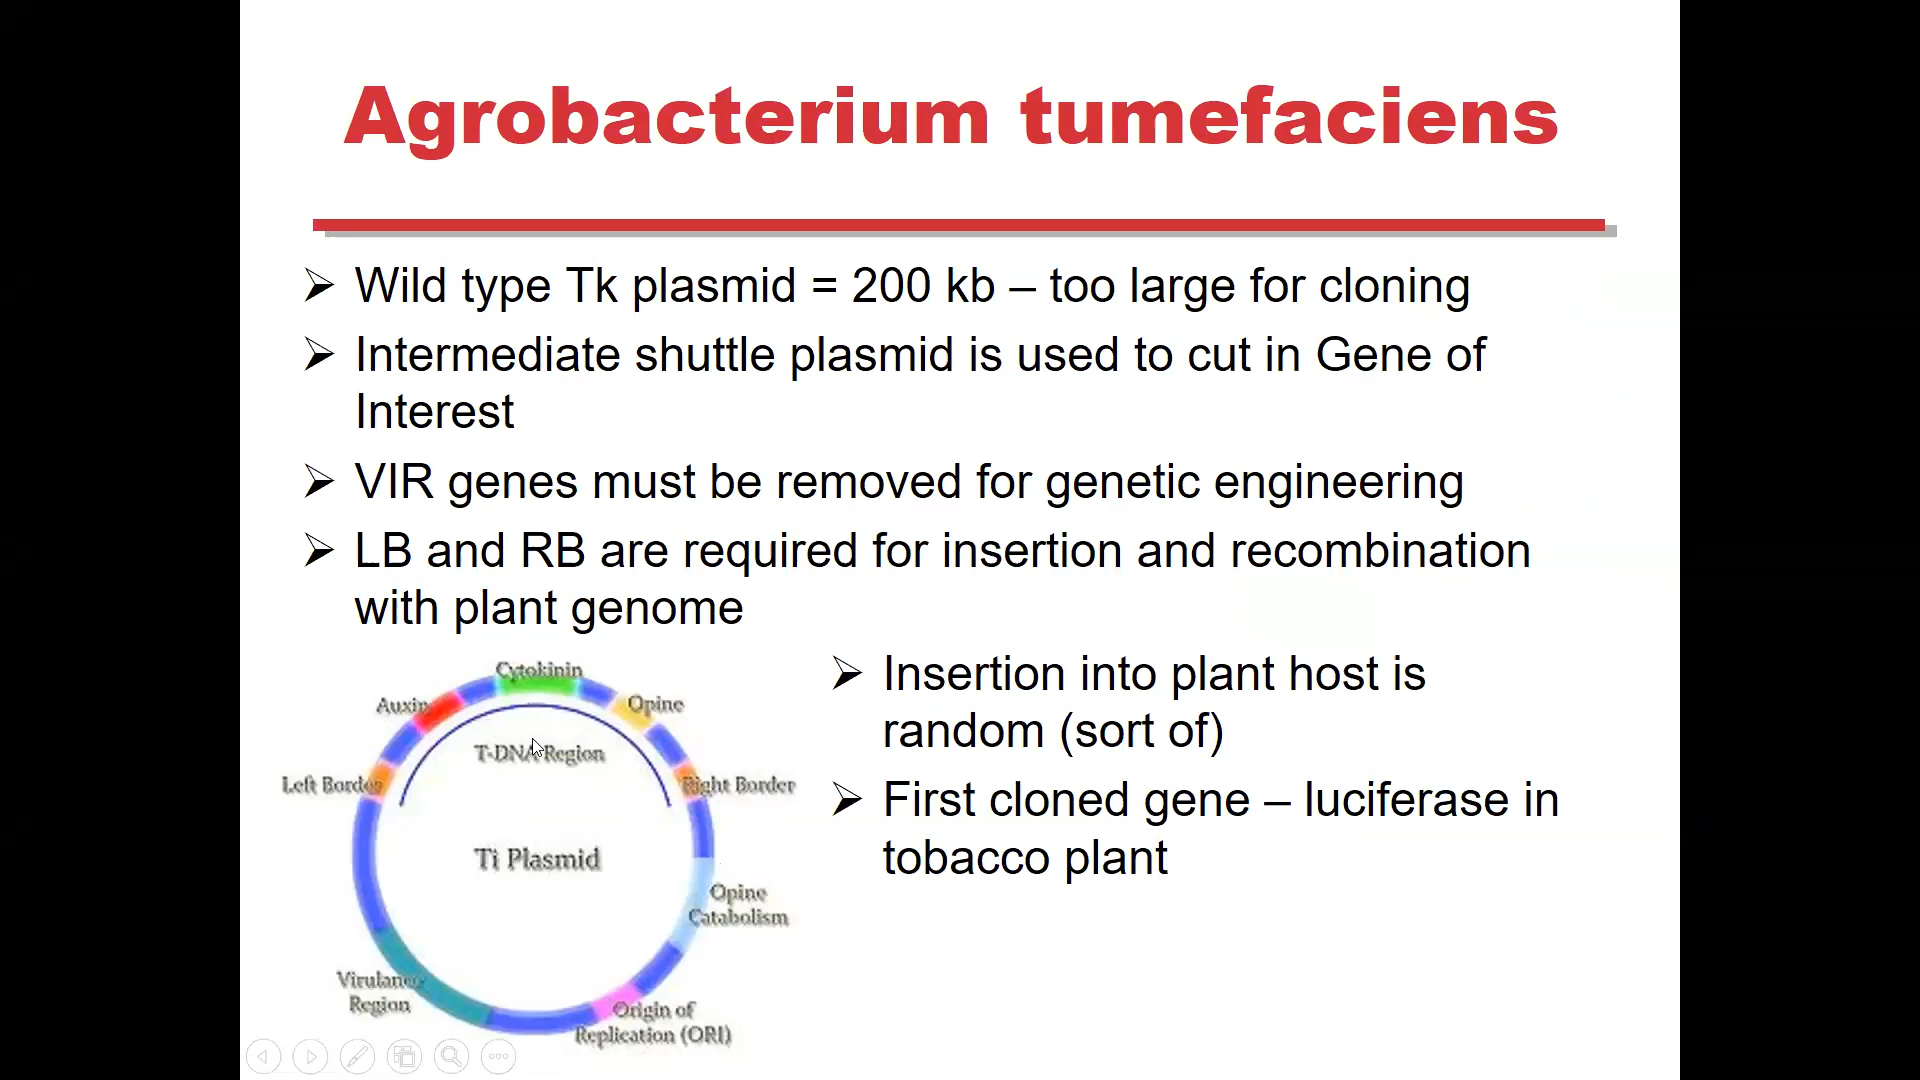 Agrobacterium tumefaciens
Wild type Tk plasmid = 200 kb – too large for cloning
Intermediate shuttle plasmid is used to cut in Gene of
Interest
VIR genes must be removed for genetic engineering
LB and RB are required for insertion and recombination
with plant genome
Insertion into plant host is
random (sort of)
First cloned gene – luciferase in
tobacco plant
Cytokinin
Auxin
Opine
T-DNA Region
Left Border
Right Border
Ti Plasmid
Opine
Catabolism
Virulance
Region
Origin of
Replication (ORI)